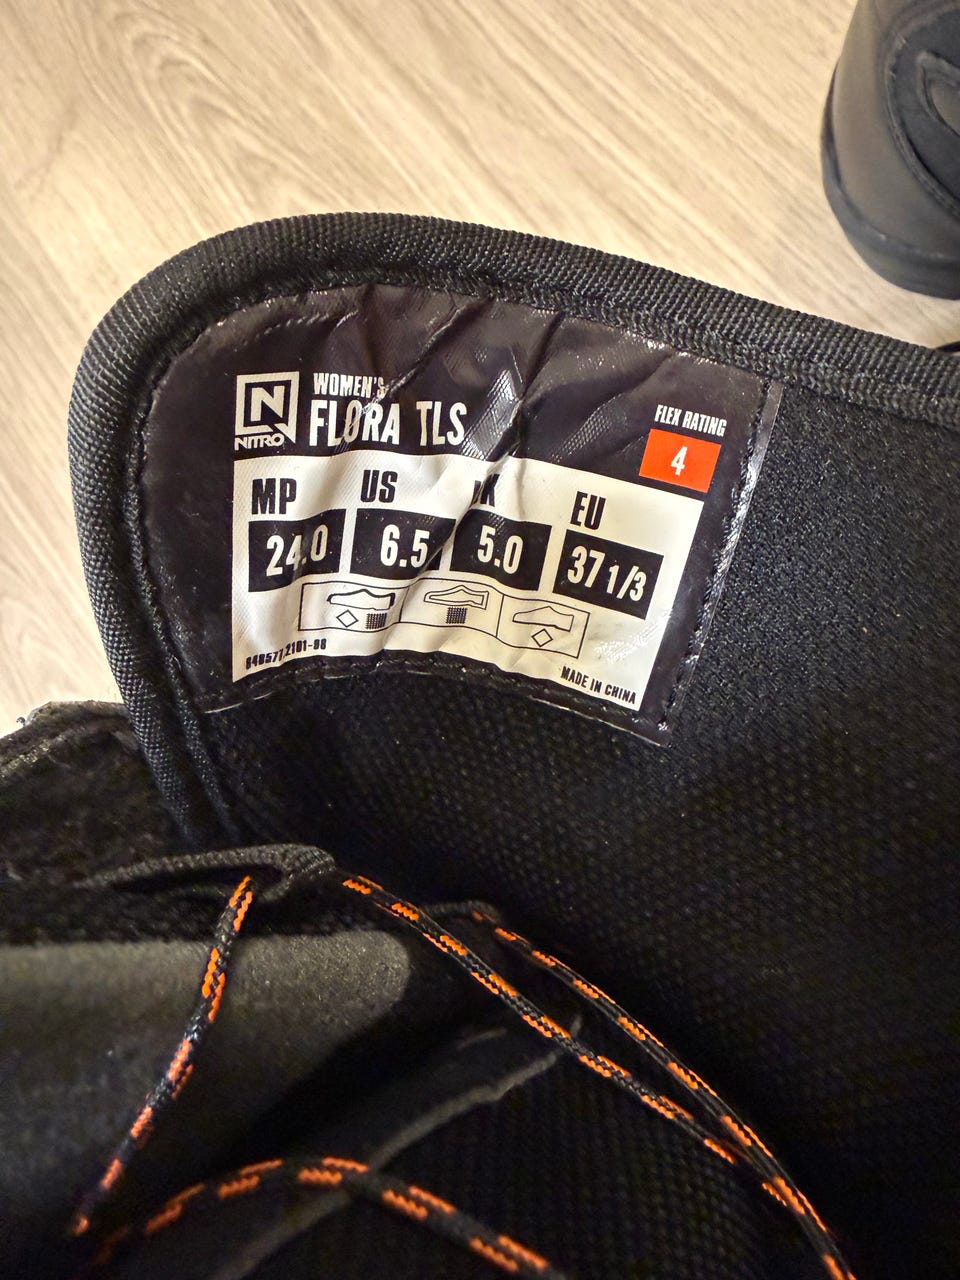 NITRO
WOMEN'S
FLORA TLS
FLEX RATING
4
MP US UK EU
24.0 6.5 5.0 37 1/3
MADE IN CHINA